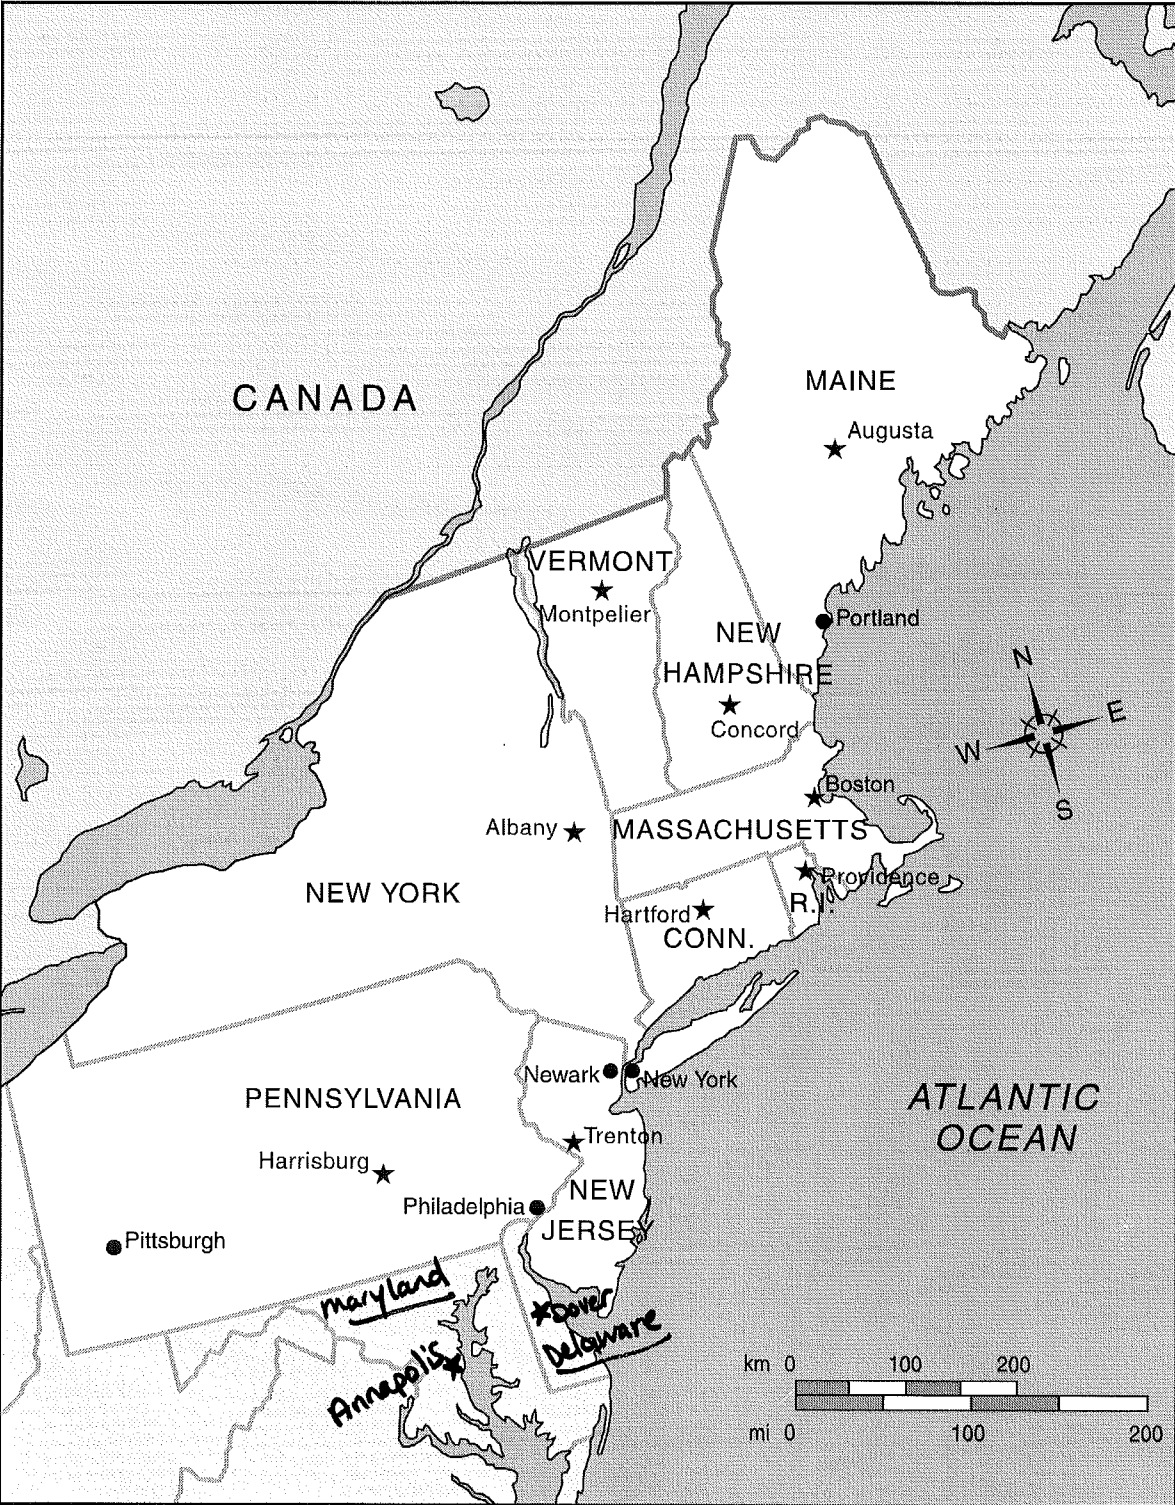 CANADA
MAINE
Augusta
VERMONT
Montpelier
Portland
NEW
HAMPSHIRE
Concord
N
E
W
S
Boston
Albany
MASSACHUSETTS
Providence
NEW YORK
R.I.
Hartford
CONN.
Newark
New York
PENNSYLVANIA
ATLANTIC
OCEAN
Trenton
Harrisburg
NEW
JERSEY
Philadelphia
Pittsburgh
maryland
Dover
Delaware
Annapolis
km 0 100 200
mi 0 100 200